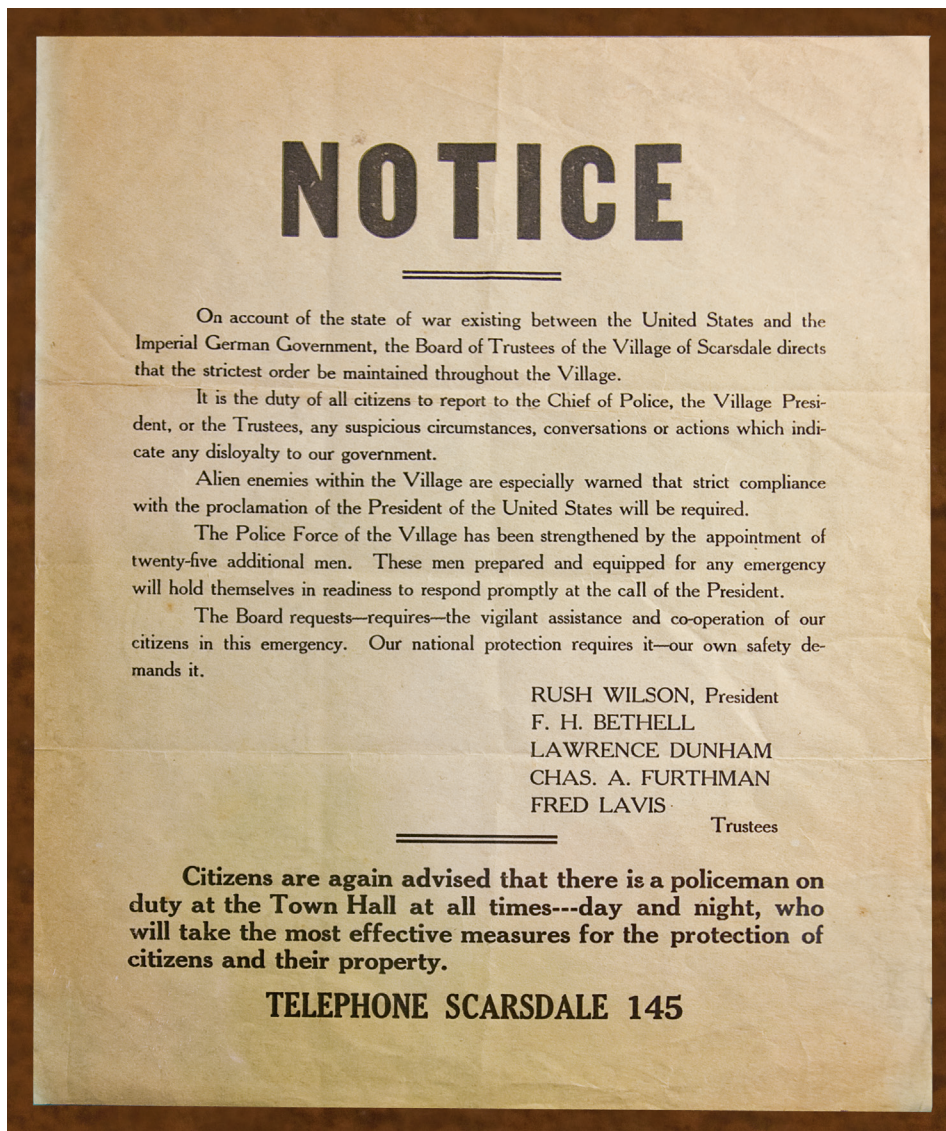 NOTICE
On account of the state of war existing between the United States and the
Imperial German Government, the Board of Trustees of the Village of Scarsdale directs
that the strictest order be maintained throughout the Village.
It is the duty of all citizens to report to the Chief of Police, the Village Presi-
dent, or the Trustees, any suspicious circumstances, conversations or actions which indi-
cate any disloyalty to our government.
Alien enemies within the Village are especially warned that strict compliance
with the proclamation of the President of the United States will be required.
The Police Force of the Village has been strengthened by the appointment of
twenty-five additional men. These men prepared and equipped for any emergency
will hold themselves in readiness to respond promptly at the call of the President.
The Board requests—requires—the vigilant assistance and co-operation of our
citizens in this emergency. Our national protection requires it—our own safety de-
mands it.
RUSH WILSON, President
F. H. BETHELL
LAWRENCE DUNHAM
CHAS. A. FURTHMAN
FRED LAVIS
Trustees
Citizens are again advised that there is a policeman on
duty at the Town Hall at all times---day and night, who
will take the most effective measures for the protection of
citizens and their property.
TELEPHONE SCARSDALE 145